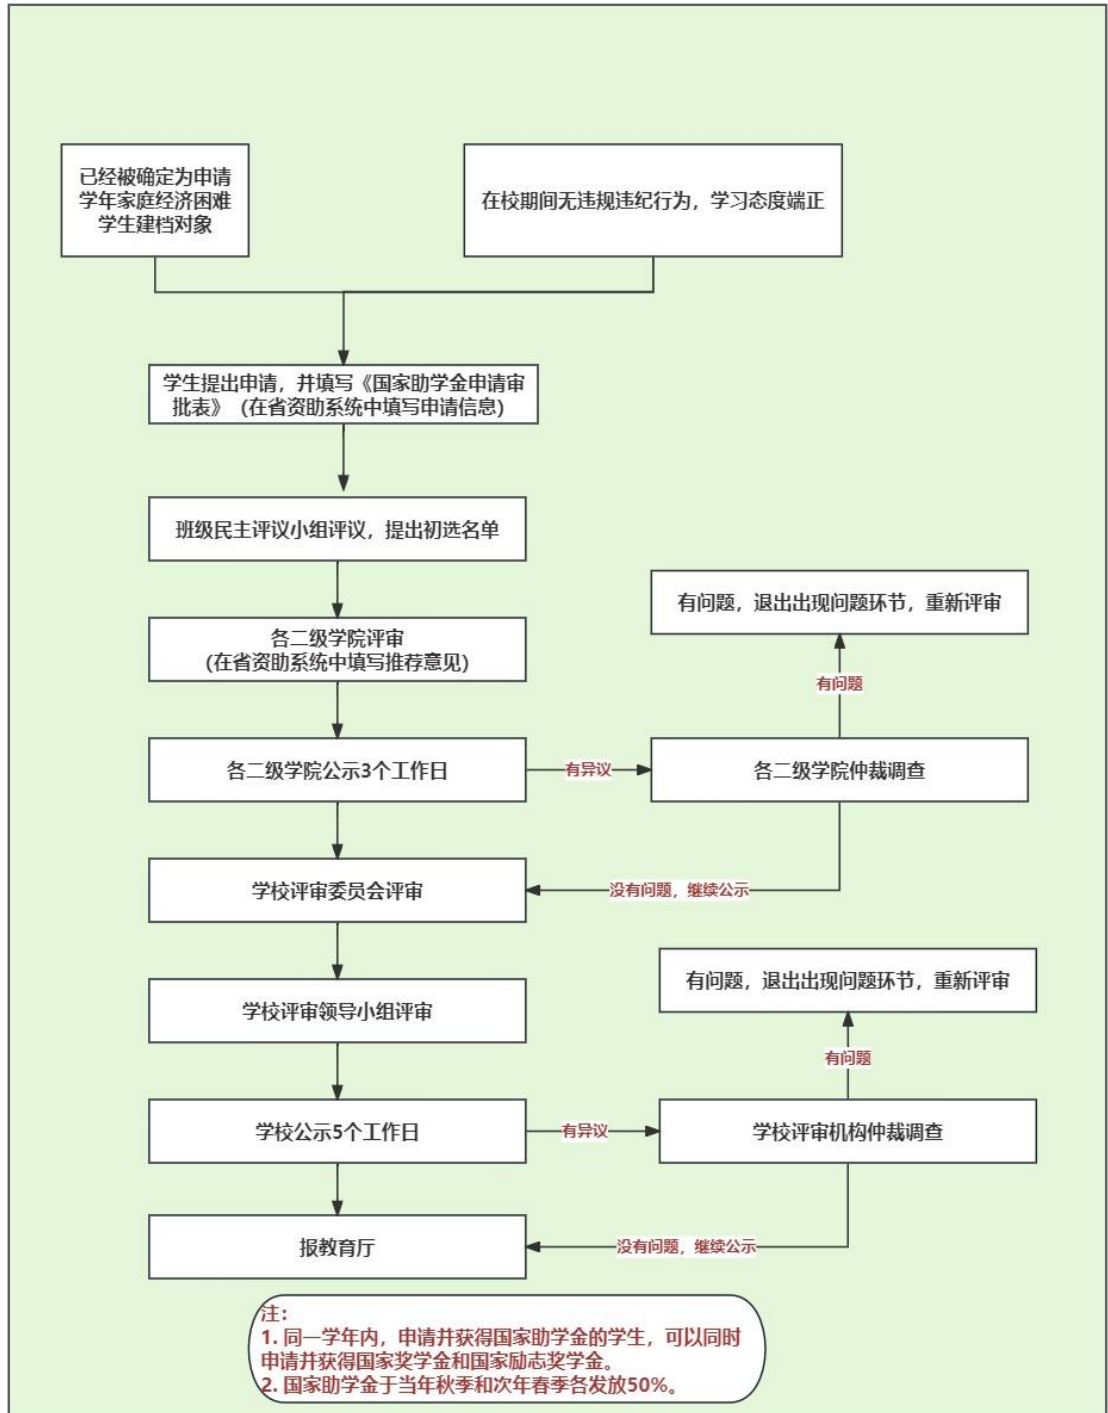 已经被确定为申请
学年家庭经济困难
学生建档对象
在校期间无违规违纪行为，学习态度端正
学生提出申请，并填写《国家助学金申请审
批表》（在省资助系统中填写申请信息）
班级民主评议小组评议，提出初选名单
有问题，退出出现问题环节，重新评审
各二级学院评审
（在省资助系统中填写推荐意见）
有问题
各二级学院公示3个工作日
有异议
各二级学院仲裁调查
学校评审委员会评审
没有问题，继续公示
有问题，退出出现问题环节，重新评审
学校评审领导小组评审
有问题
学校公示5个工作日
有异议
学校评审机构仲裁调查
报教育厅
没有问题，继续公示
注：
1. 同一学年内，申请并获得国家助学金的学生，可以同时
申请并获得国家奖学金和国家励志奖学金。
2. 国家助学金于当年秋季和次年春季各发放50%。